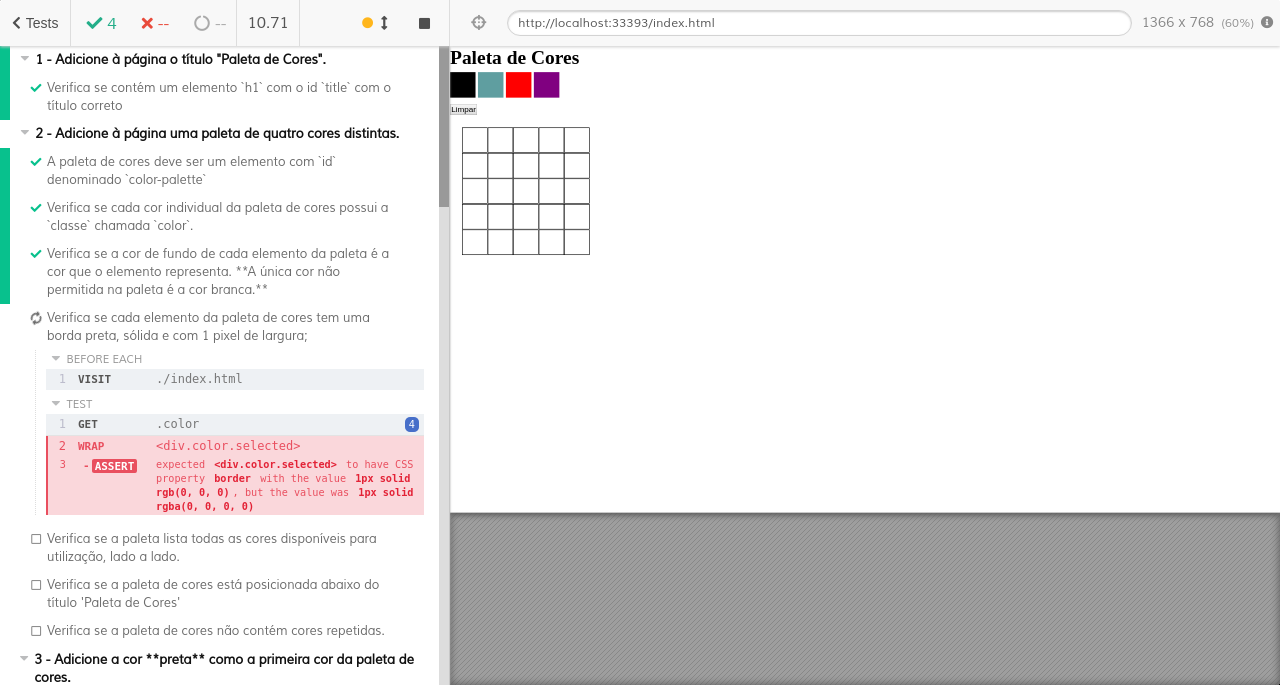 Tests
4
--
--
10.71
http://localhost:33393/index.html
1366 x 768 (60%)
1 - Adicione à página o título "Paleta de Cores".
Verifica se contém um elemento `h1` com o id `title` com o
título correto
2 - Adicione à página uma paleta de quatro cores distintas.
A paleta de cores deve ser um elemento com `id`
denominado `color-palette`
Verifica se cada cor individual da paleta de cores possui a
`classe` chamada `color`.
Verifica se a cor de fundo de cada elemento da paleta é a
cor que o elemento representa. **A única cor não
permitida na paleta é a cor branca.**
Verifica se cada elemento da paleta de cores tem uma
borda preta, sólida e com 1 pixel de largura;
BEFORE EACH
1 VISIT ./index.html
TEST
1 GET .color 4
2 WRAP <div.color.selected>
3 -ASSERT expected <div.color.selected> to have CSS
property border with the value 1px solid
rgb(0, 0, 0), but the value was 1px solid
rgba(0, 0, 0, 0)
Verifica se a paleta lista todas as cores disponíveis para
utilização, lado a lado.
Verifica se a paleta de cores está posicionada abaixo do
título 'Paleta de Cores'
Verifica se a paleta de cores não contém cores repetidas.
3 - Adicione a cor **preta** como a primeira cor da paleta de
cores.
Paleta de Cores
Limpar